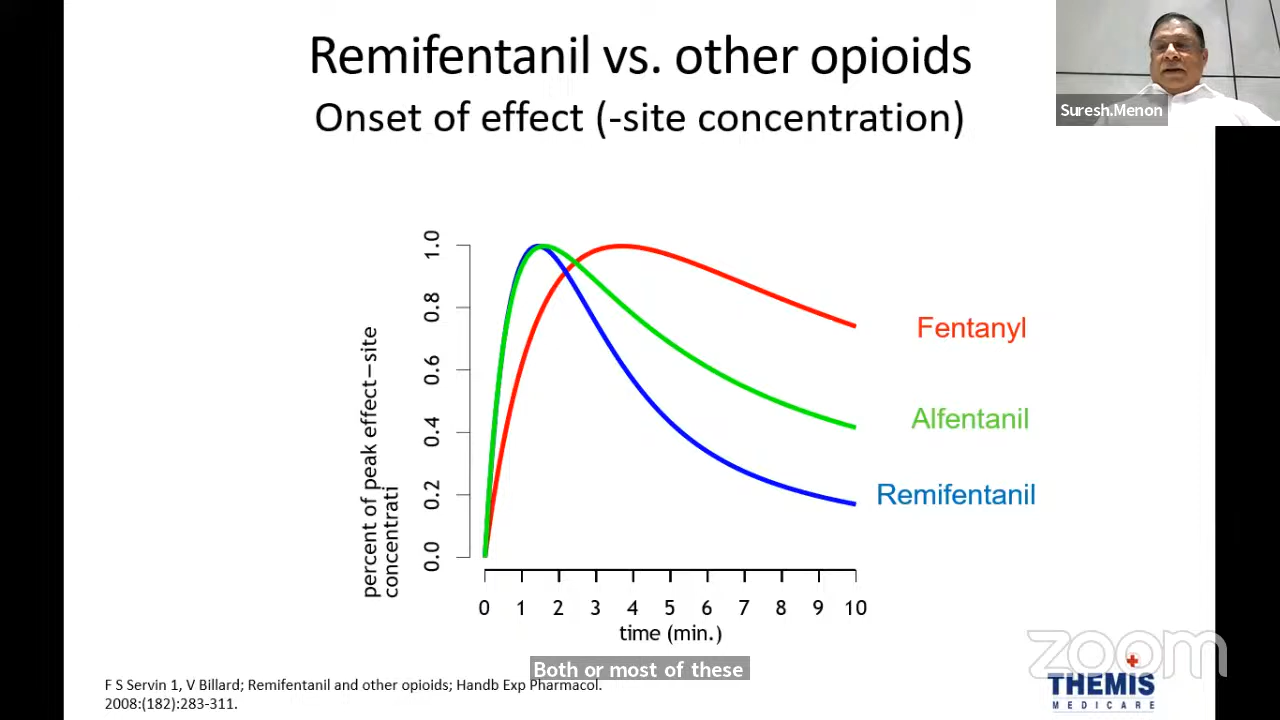 Remifentanil vs. other opioids
Onset of effect (-site concentration)
Suresh.Menon
percent of peak effect–site
concentrati
1.0
0.8
0.6
0.4
0.2
0.0
Fentanyl
Alfentanil
Remifentanil
0 1 2 3 4 5 6 7 8 9 10
time (min.)
Both or most of these
F S Servin 1, V Billard; Remifentanil and other opioids; Handb Exp Pharmacol.
2008:(182):283-311.
zoom
THEMIS
MEDICARE